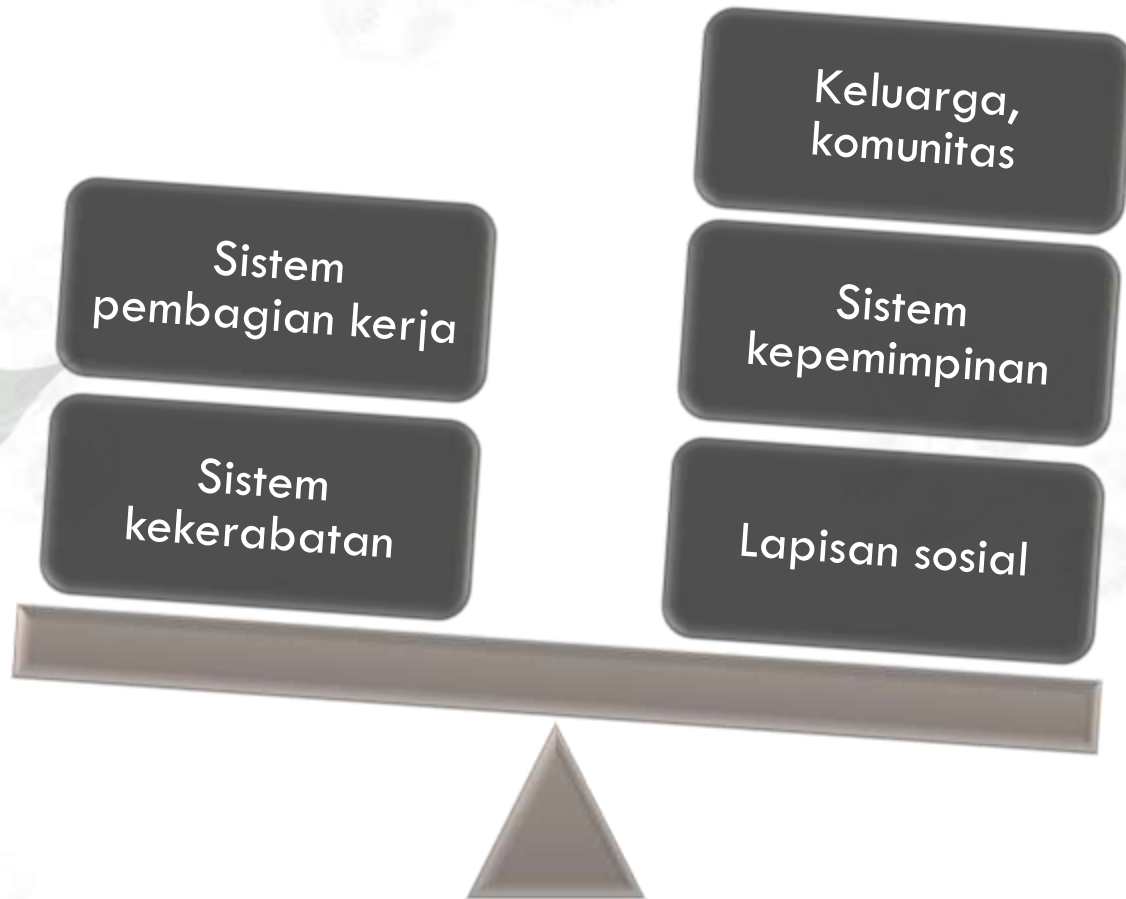 Sistem
pembagian kerja
Sistem
kekerabatan
Keluarga,
komunitas
Sistem
kepemimpinan
Lapisan sosial